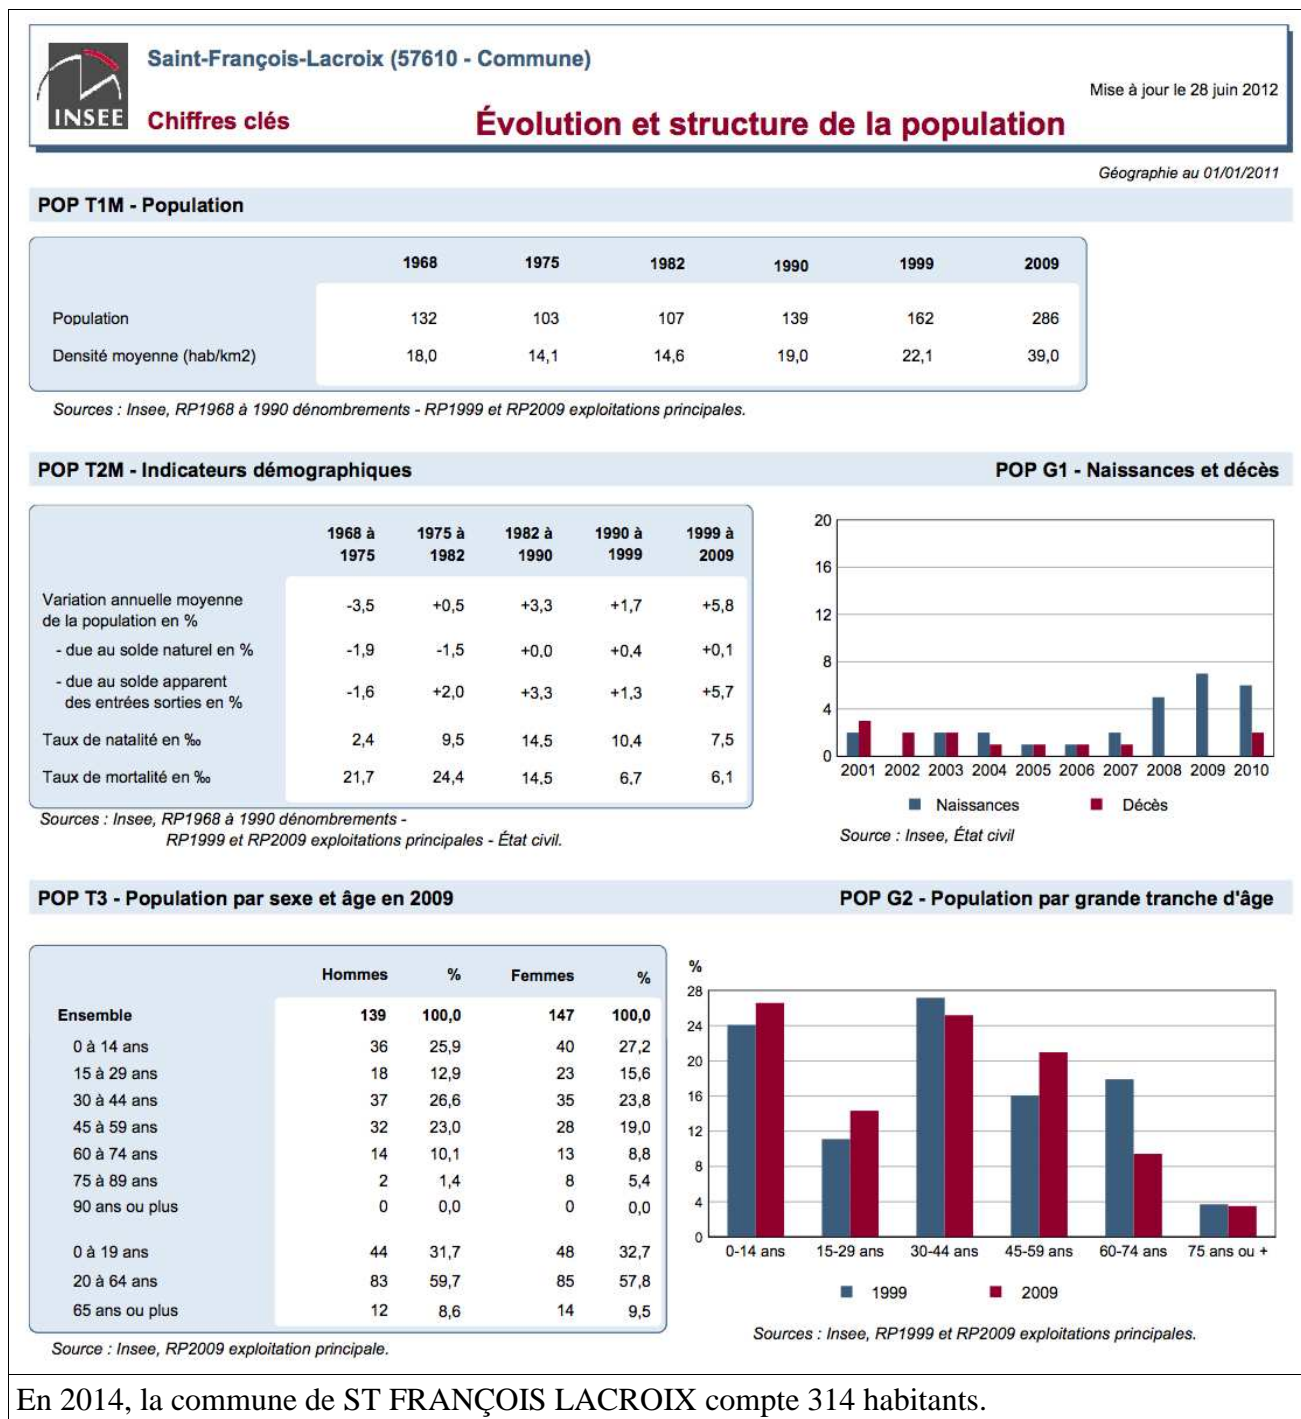 INSEE
Saint-François-Lacroix (57610 - Commune)
Mise à jour le 28 juin 2012
Chiffres clés
Évolution et structure de la population
Géographie au 01/01/2011
POP T1M - Population
1968 1975 1982 1990 1999 2009
Population 132 103 107 139 162 286
Densité moyenne (hab/km2) 18,0 14,1 14,6 19,0 22,1 39,0
Sources : Insee, RP1968 à 1990 dénombrements - RP1999 et RP2009 exploitations principales.
POP T2M - Indicateurs démographiques
1968 à 1975 à 1982 à 1990 à 1999 à
1975 1982 1990 1999 2009
Variation annuelle moyenne
de la population en % -3,5 +0,5 +3,3 +1,7 +5,8
- due au solde naturel en % -1,9 -1,5 +0,0 +0,4 +0,1
- due au solde apparent
des entrées sorties en % -1,6 +2,0 +3,3 +1,3 +5,7
Taux de natalité en ‰ 2,4 9,5 14,5 10,4 7,5
Taux de mortalité en ‰ 21,7 24,4 14,5 6,7 6,1
Sources : Insee, RP1968 à 1990 dénombrements -
RP1999 et RP2009 exploitations principales - État civil.
POP G1 - Naissances et décès
20
16
12
8
4
0
2001 2002 2003 2004 2005 2006 2007 2008 2009 2010
Naissances Décès
Source : Insee, État civil
POP T3 - Population par sexe et âge en 2009
Hommes % Femmes %
Ensemble 139 100,0 147 100,0
0 à 14 ans 36 25,9 40 27,2
15 à 29 ans 18 12,9 23 15,6
30 à 44 ans 37 26,6 35 23,8
45 à 59 ans 32 23,0 28 19,0
60 à 74 ans 14 10,1 13 8,8
75 à 89 ans 2 1,4 8 5,4
90 ans ou plus 0 0,0 0 0,0
0 à 19 ans 44 31,7 48 32,7
20 à 64 ans 83 59,7 85 57,8
65 ans ou plus 12 8,6 14 9,5
Source : Insee, RP2009 exploitation principale.
POP G2 - Population par grande tranche d'âge
%
28
24
20
16
12
8
4
0
0-14 ans 15-29 ans 30-44 ans 45-59 ans 60-74 ans 75 ans ou +
1999 2009
Sources : Insee, RP1999 et RP2009 exploitations principales.
En 2014, la commune de ST FRANÇOIS LACROIX compte 314 habitants.